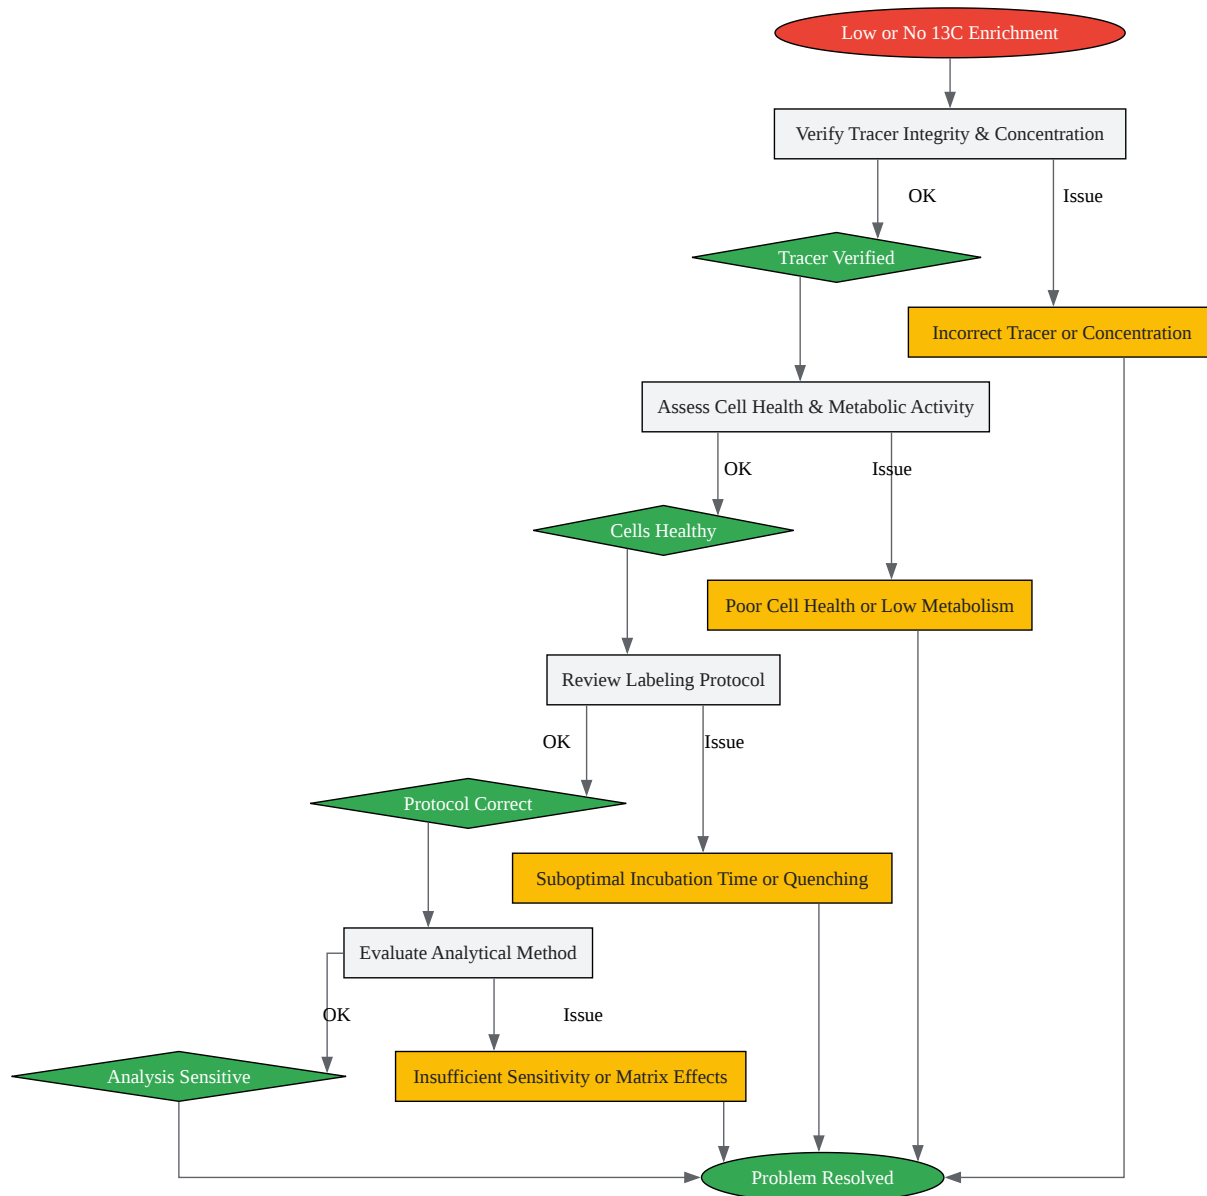 Low or No 13C Enrichment
Verify Tracer Integrity & Concentration
OK
Issue
Tracer Verified
Incorrect Tracer or Concentration
Assess Cell Health & Metabolic Activity
OK
Issue
Cells Healthy
Poor Cell Health or Low Metabolism
Review Labeling Protocol
OK
Issue
Protocol Correct
Suboptimal Incubation Time or Quenching
Evaluate Analytical Method
OK
Issue
Analysis Sensitive
Insufficient Sensitivity or Matrix Effects
Problem Resolved